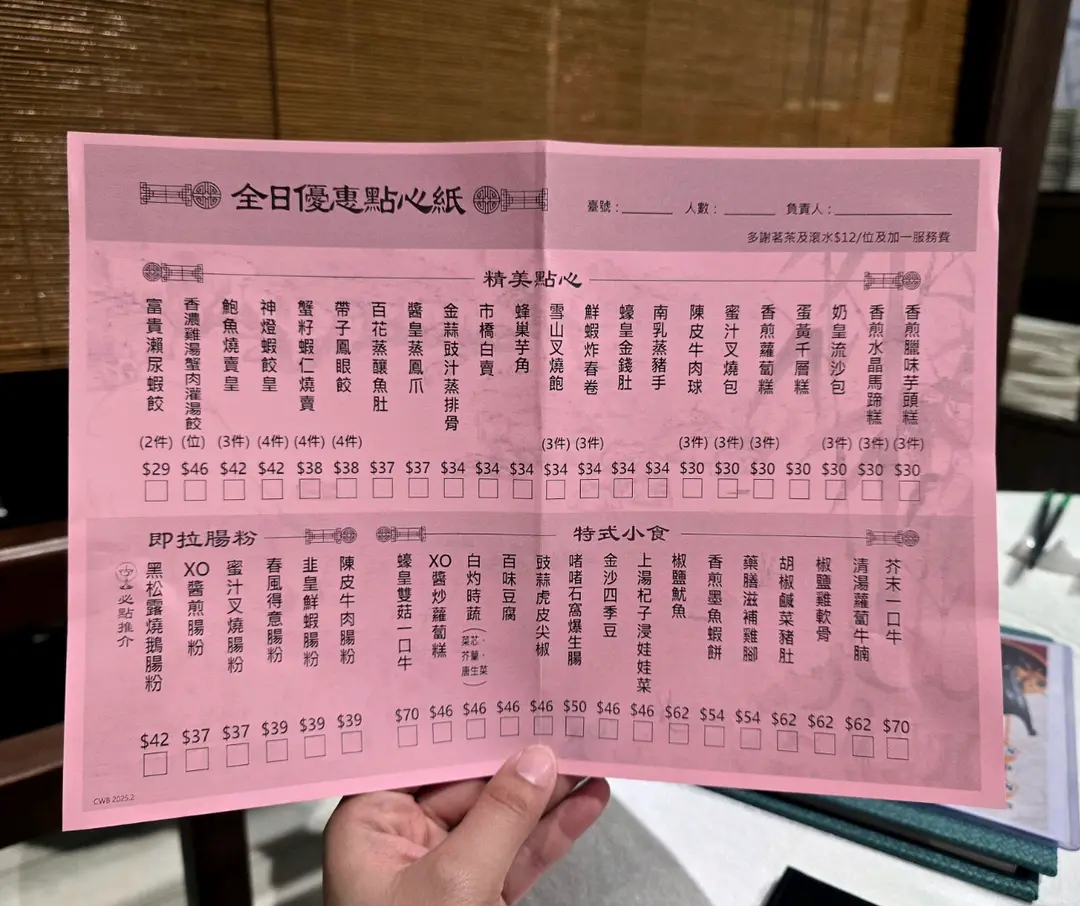 全日優惠點心紙
臺號：
人數：
負責人：
多謝茗茶及滾水$12/位及加一服務費
精美點心
香煎臘味芋頭糕 (3件) $30
香煎水晶馬蹄糕 (3件) $30
奶皇流沙包 (3件) $30
蛋黃千層糕 $30
香煎蘿蔔糕 (3件) $30
蜜汁叉燒包 (3件) $30
陳皮牛肉球 (3件) $30
南乳蒸豬手 $34
蠔皇金錢肚 $34
鮮蝦炸春卷 (3件) $34
雪山叉燒飽 (3件) $34
蜂巢芋角 $34
市橋白賣 $34
金蒜豉汁蒸排骨 $34
醬皇蒸鳳爪 $37
百花蒸釀魚肚 $37
帶子鳳眼餃 (4件) $38
蟹籽蝦仁燒賣 (4件) $38
神燈蝦餃皇 (4件) $42
鮑魚燒賣皇 (3件) $42
香濃雞湯蟹肉灌湯餃 (位) $46
富貴瀨尿蝦餃 (2件) $29
特式小食
芥末一口牛 $70
清湯蘿蔔牛腩 $62
椒鹽雞軟骨 $62
胡椒鹹菜豬肚 $62
藥膳滋補雞腳 $54
香煎墨魚蝦餅 $54
椒鹽魷魚 $62
上湯杞子浸娃娃菜 $46
金沙四季豆 $46
啫啫石窩爆生腸 $50
豉蒜虎皮尖椒 $46
百味豆腐 $46
白灼時蔬（菜芯．芥蘭．唐生菜） $46
XO醬炒蘿蔔糕 $46
蠔皇雙菇一口牛 $70
即拉腸粉
陳皮牛肉腸粉 $39
韭皇鮮蝦腸粉 $39
春風得意腸粉 $39
蜜汁叉燒腸粉 $37
XO醬煎腸粉 $37
黑松露燒鵝腸粉 $42
必點推介
CWB 2025.2